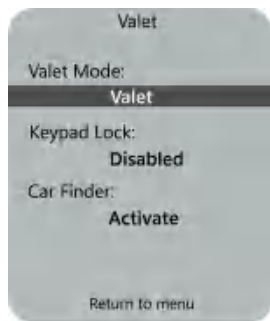 Valet
Valet Mode:
Valet
Keypad Lock:
Disabled
Car Finder:
Activate
Return to menu